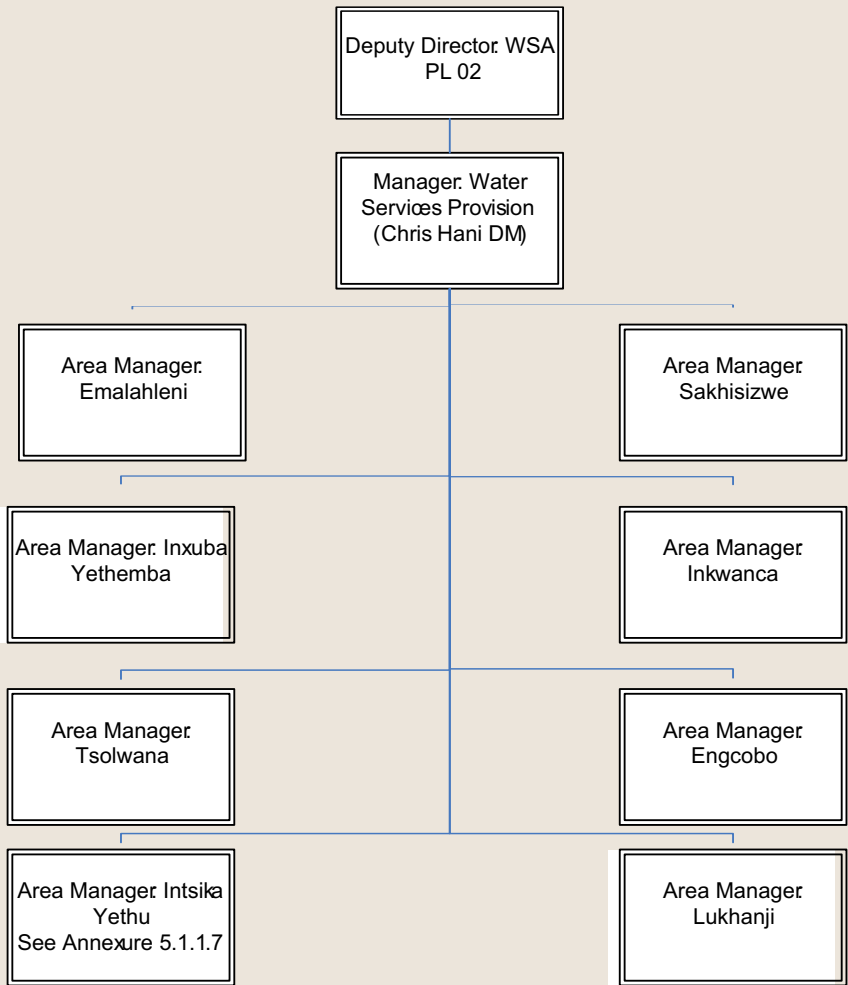 Deputy Director: WSA
PL 02
Manager: Water
Services Provision
(Chris Hani DM)
Area Manager:
Emalahleni
Area Manager:
Sakhisizwe
Area Manager: Inxuba
Yethemba
Area Manager:
Inkwanca
Area Manager:
Tsolwana
Area Manager:
Engcobo
Area Manager: Intsika
Yethu
See Annexure 5.1.1.7
Area Manager:
Lukhanji